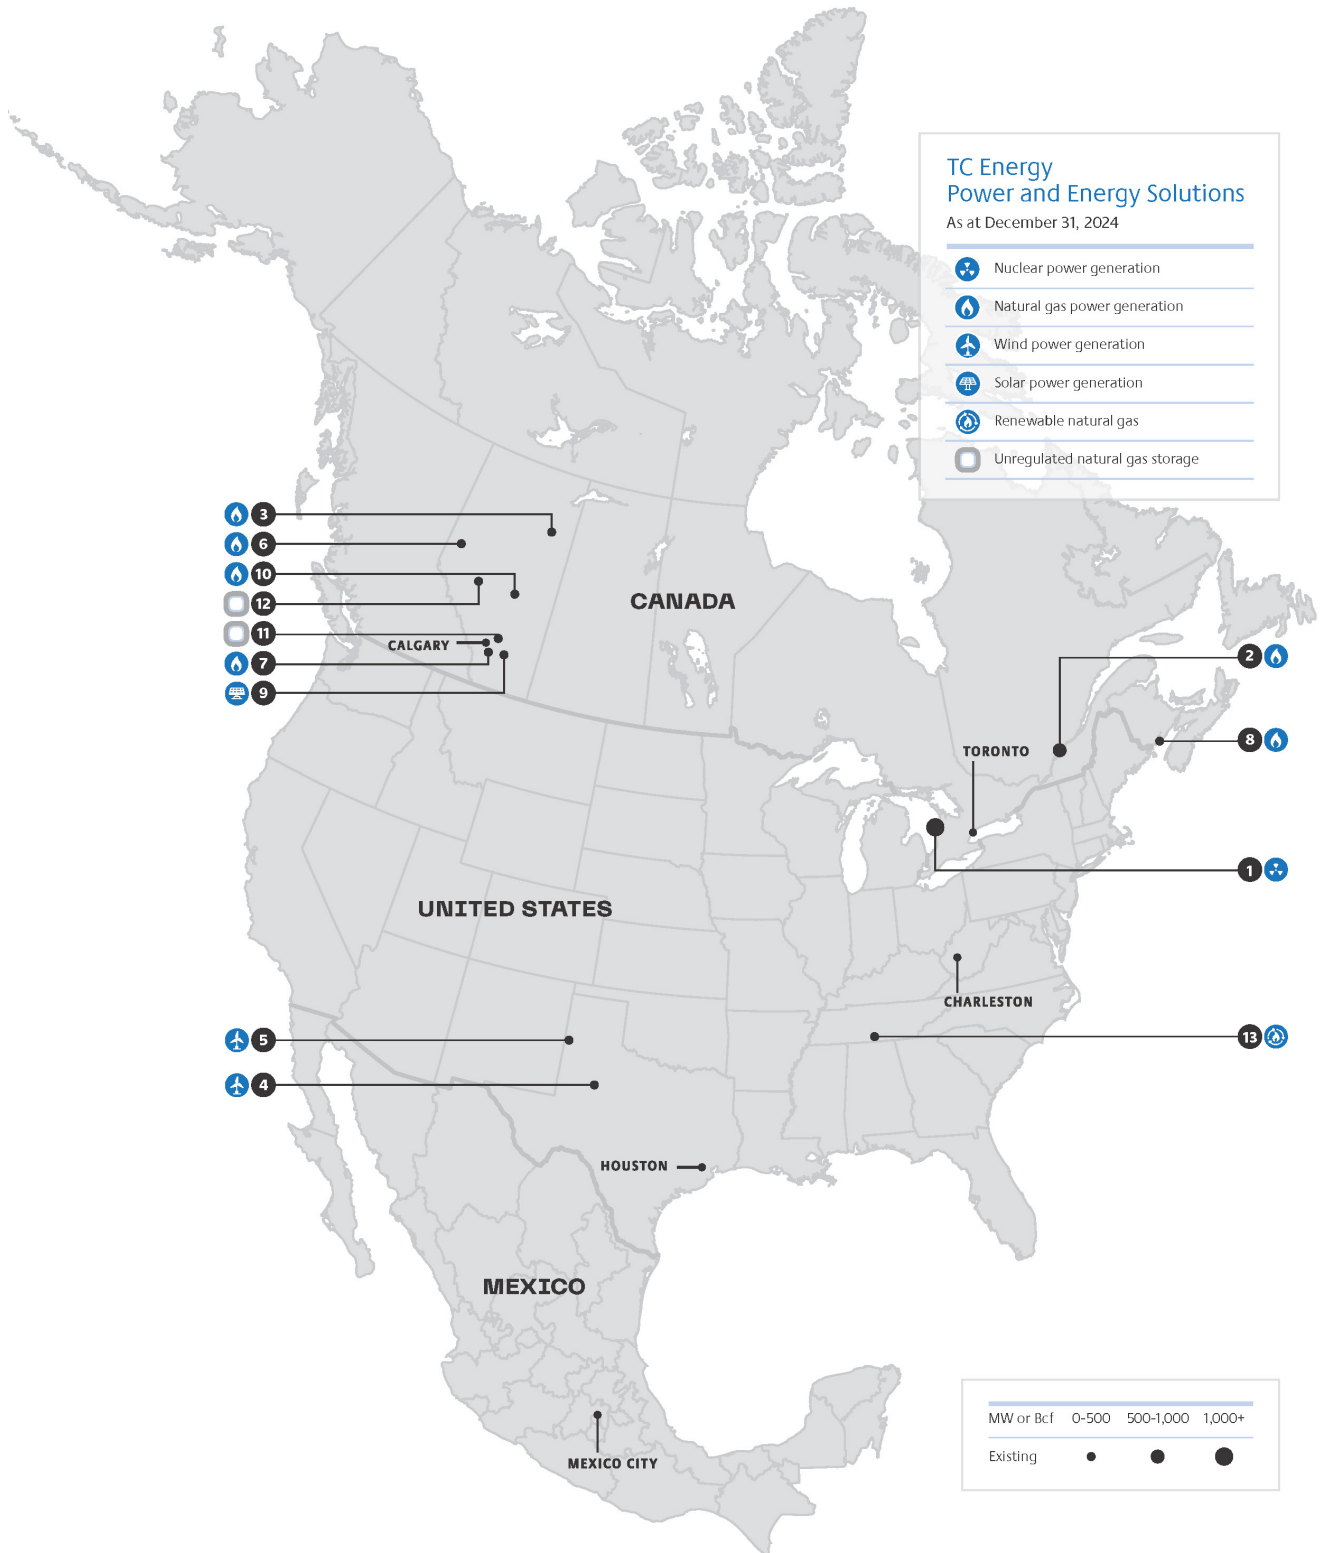 TC Energy
Power and Energy Solutions
As at December 31, 2024
Nuclear power generation
Natural gas power generation
Wind power generation
Solar power generation
Renewable natural gas
Unregulated natural gas storage
3
6
10
12
11
7
9
CALGARY
CANADA
2
8
TORONTO
1
UNITED STATES
CHARLESTON
13
5
4
HOUSTON
MEXICO
MEXICO CITY
MW or Bcf 0-500 500-1,000 1,000+
Existing